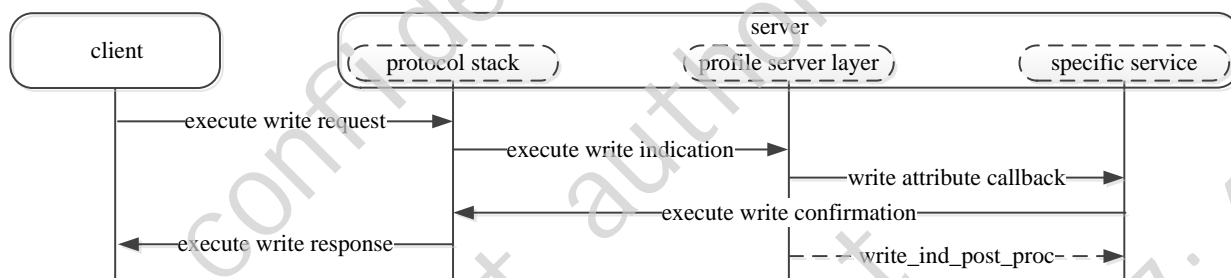 server
client
protocol stack
profile server layer
specific service
execute write request
execute write indication
write attribute callback
execute write confirmation
execute write response
write_ind_post_proc